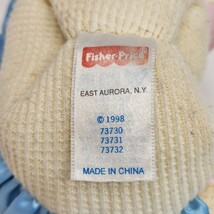 Fisher-Price
EAST AURORA, N.Y.
© 1998
73730
73731
73732
MADE IN CHINA